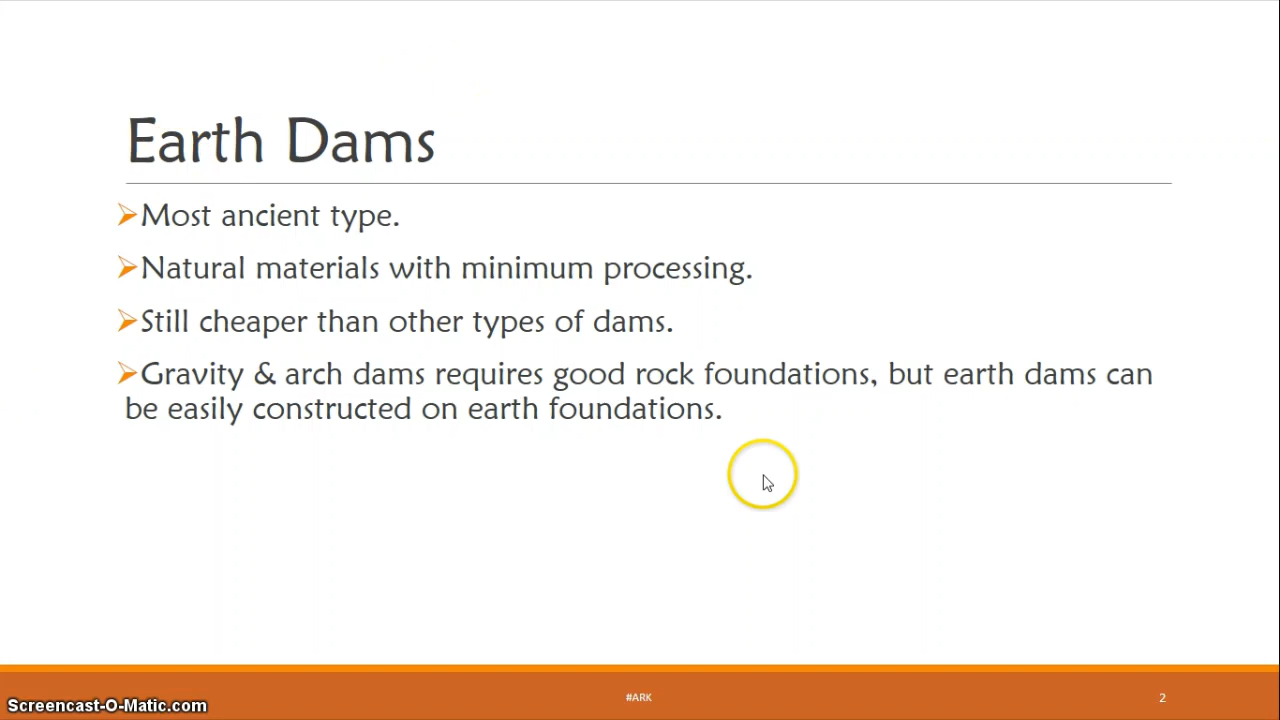 Earth Dams
Most ancient type.
Natural materials with minimum processing.
Still cheaper than other types of dams.
Gravity & arch dams requires good rock foundations, but earth dams can
be easily constructed on earth foundations.
#ARK
2
Screencast-O-Matic.com